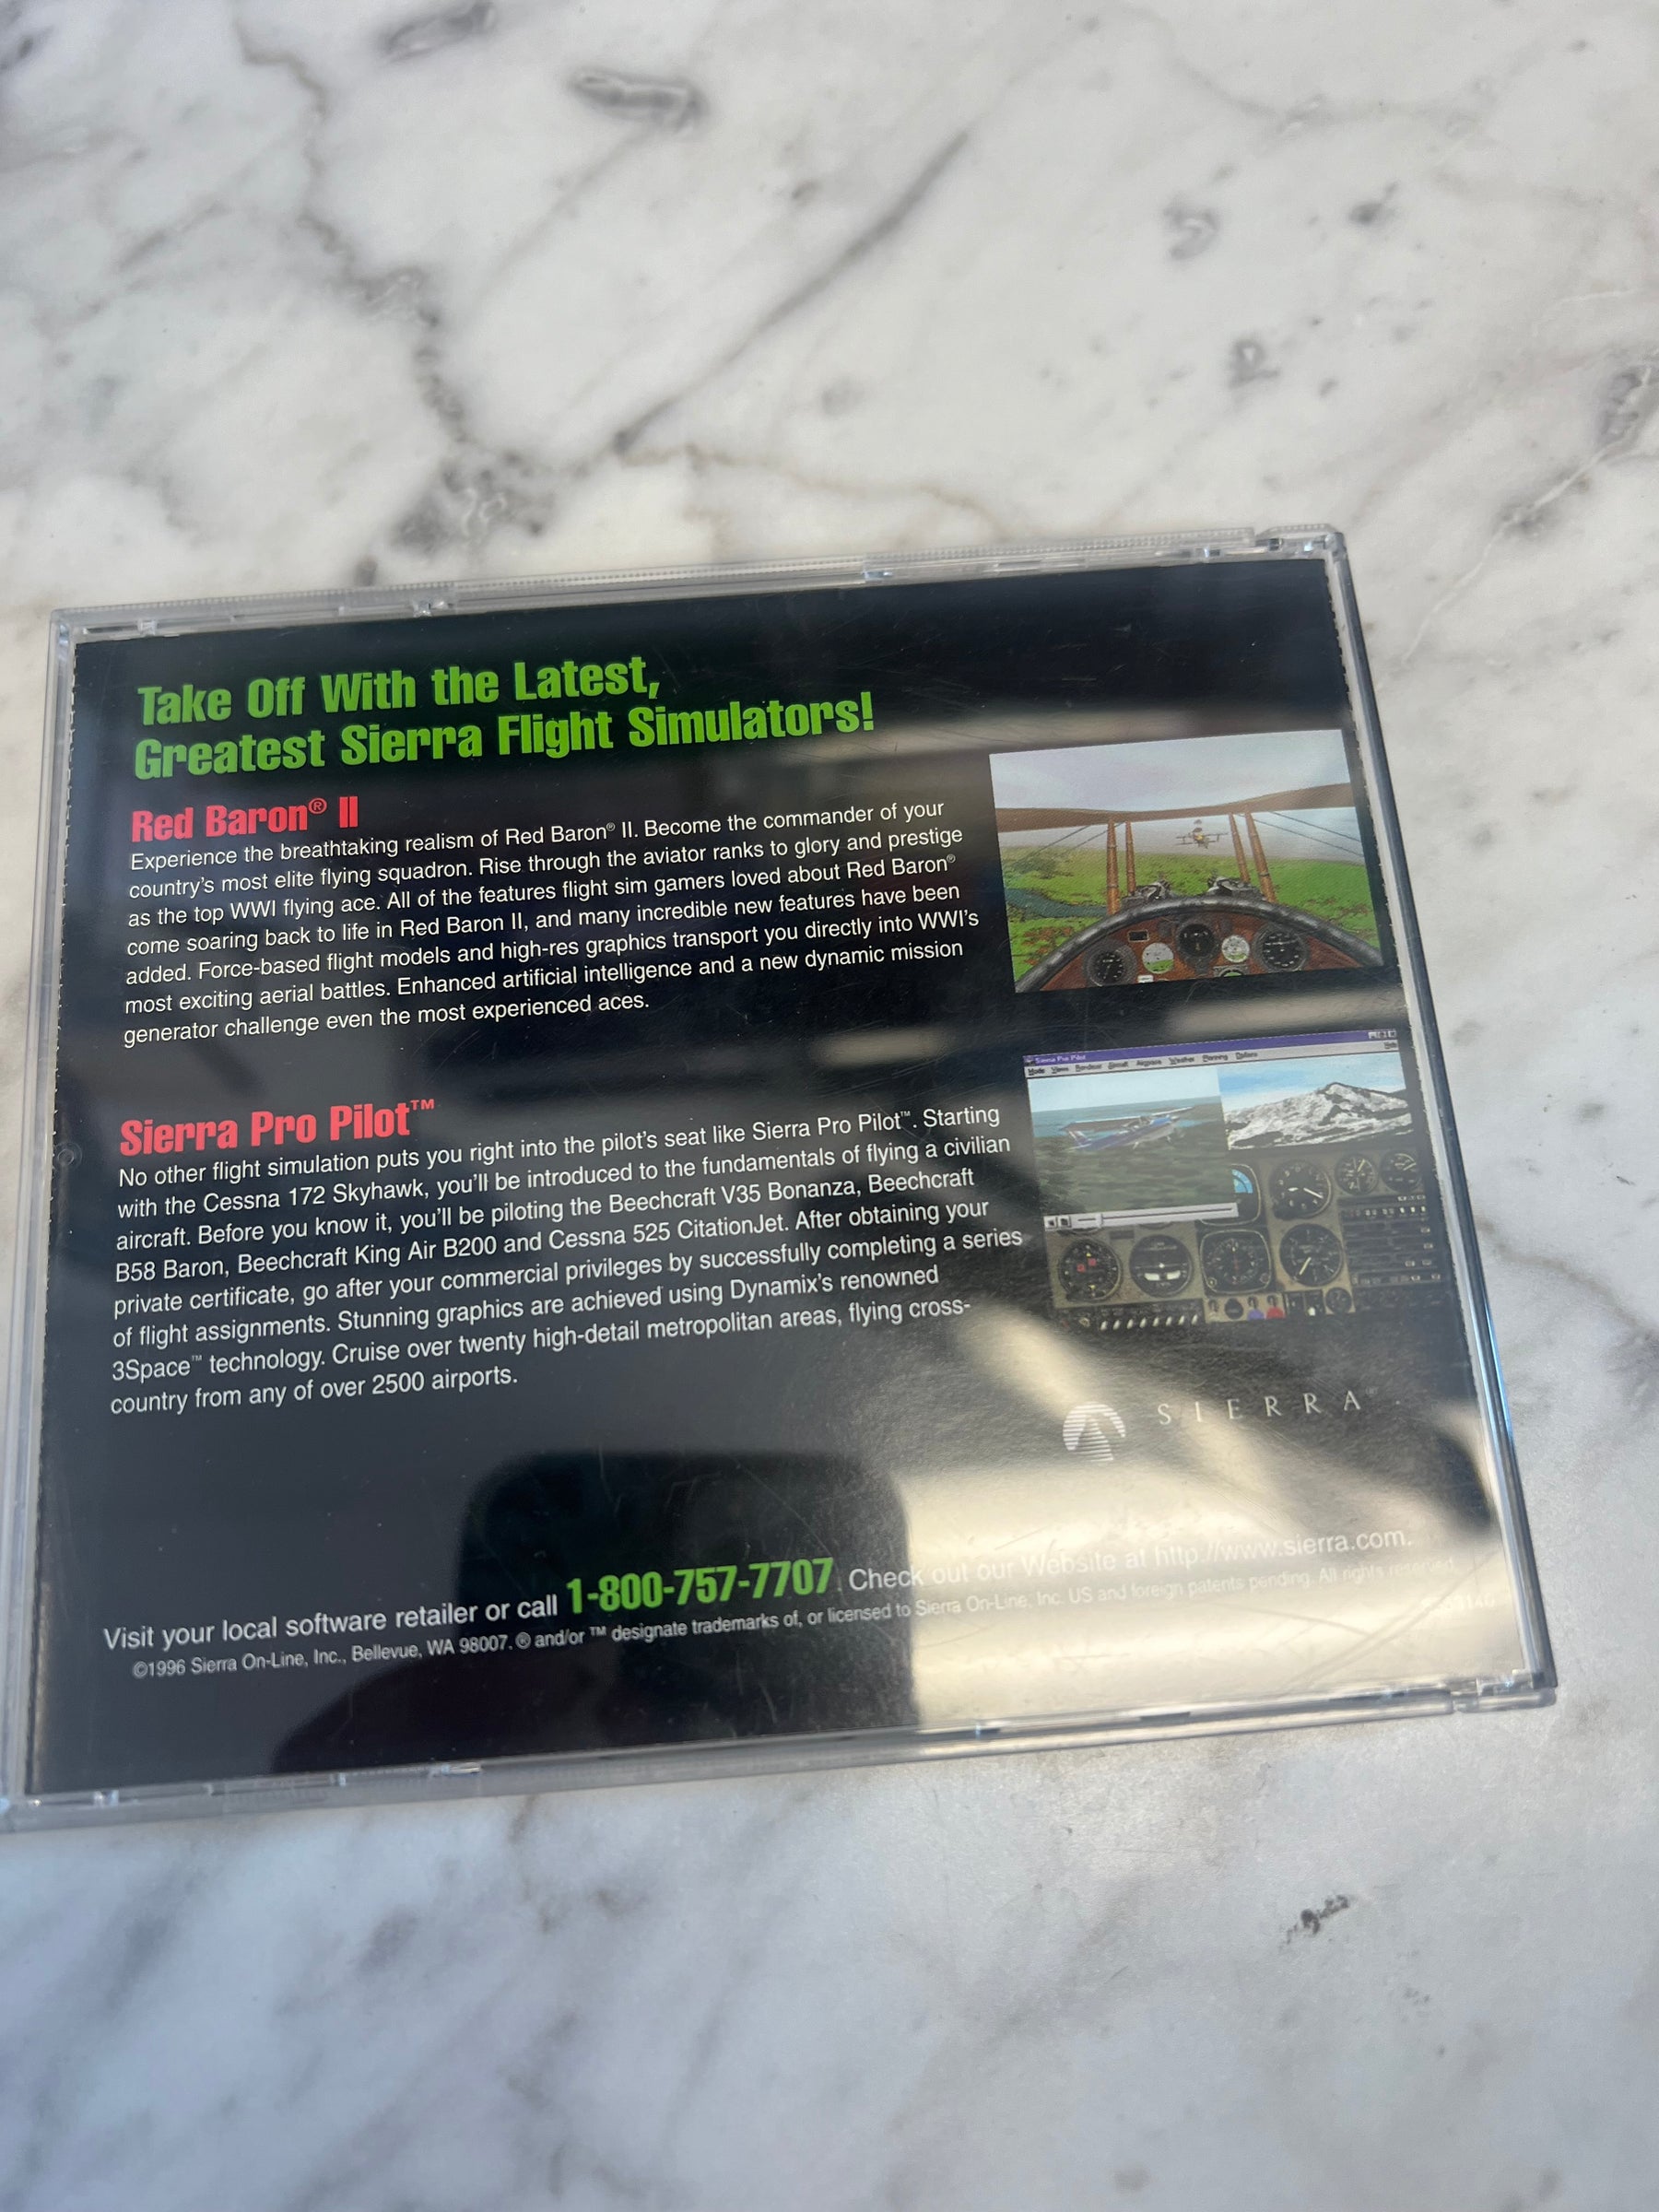 Take Off With the Latest,
Greatest Sierra Flight Simulators!
Red Baron® II
Experience the breathtaking realism of Red Baron® II. Become the commander of your
country's most elite flying squadron. Rise through the aviator ranks to glory and prestige
as the top WWI flying ace. All of the features flight sim gamers loved about Red Baron®
come soaring back to life in Red Baron II, and many incredible new features have been
added. Force-based flight models and high-res graphics transport you directly into WWI's
most exciting aerial battles. Enhanced artificial intelligence and a new dynamic mission
generator challenge even the most experienced aces.
Sierra Pro Pilot
Sierra Pro Pilot™
No other flight simulation puts you right into the pilot's seat like Sierra Pro Pilot™. Starting
with the Cessna 172 Skyhawk, you'll be introduced to the fundamentals of flying a civilian
aircraft. Before you know it, you'll be piloting the Beechcraft V35 Bonanza, Beechcraft
B58 Baron, Beechcraft King Air B200 and Cessna 525 CitationJet. After obtaining your
private certificate, go after your commercial privileges by successfully completing a series
of flight assignments. Stunning graphics are achieved using Dynamix's renowned
3Space™ technology. Cruise over twenty high-detail metropolitan areas, flying cross-
country from any of over 2500 airports.
SIERRA
Visit your local software retailer or call 1-800-757-7707. Check out our Website at http://www.sierra.com.
©1996 Sierra On-Line, Inc., Bellevue, WA 98007. ® and/or ™ designate trademarks of, or licensed to Sierra On-Line, Inc. US and foreign patents pending. All rights reserved.